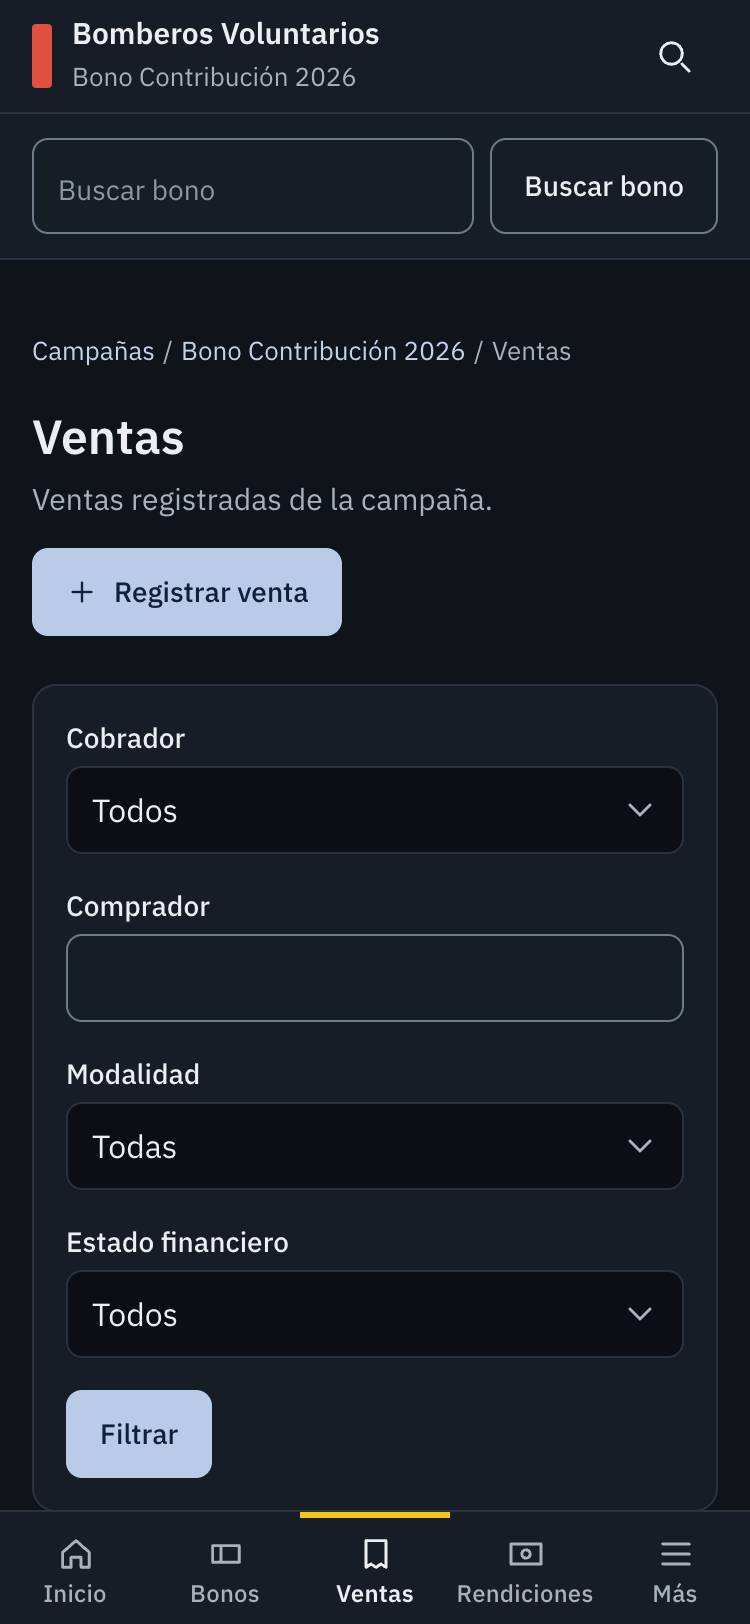 Bomberos Voluntarios
Bono Contribución 2026
Buscar bono
Buscar bono
Campañas / Bono Contribución 2026 / Ventas
Ventas
Ventas registradas de la campaña.
+ Registrar venta
Cobrador
Todos
Comprador
Modalidad
Todas
Estado financiero
Todos
Filtrar
Inicio
Bonos
Ventas
Rendiciones
Más